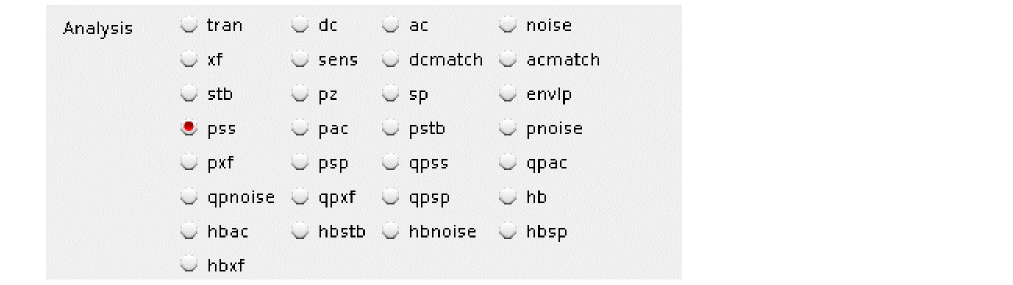 Analysis tran dc ac noise
xf sens dcmatch acmatch
stb pz sp envlp
pss pac pstb pnoise
pxf psp qpss qpac
qpnoise qpxf qpsp hb
hbac hbstb hbnoise hbsp
hbxf